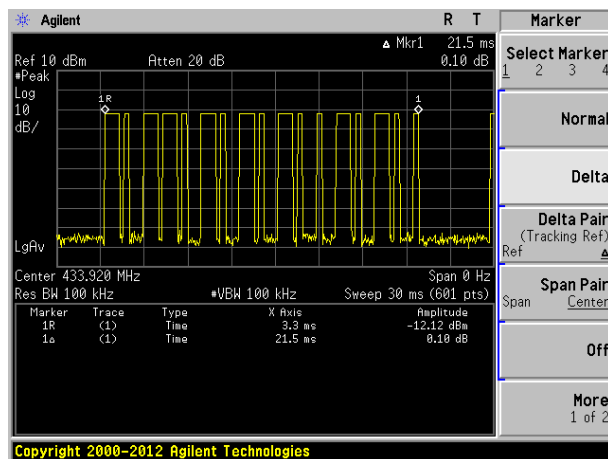 Agilent R T
Marker
▵ Mkr1 21.5 ms
Ref 10 dBm Atten 20 dB 0.10 dB
#Peak
Log
10
dB/
1R
1
LgAv
Center 433.920 MHz Span 0 Hz
Res BW 100 kHz #VBW 100 kHz Sweep 30 ms (601 pts)
Marker Trace Type X Axis Amplitude
1R (1) Time 3.3 ms -12.12 dBm
1▵ (1) Time 21.5 ms 0.10 dB
Select Marker
1 2 3 4
Normal
Delta
Delta Pair
(Tracking Ref)
Ref ▵
Span Pair
Span Center
Off
More
1 of 2
Copyright 2000-2012 Agilent Technologies